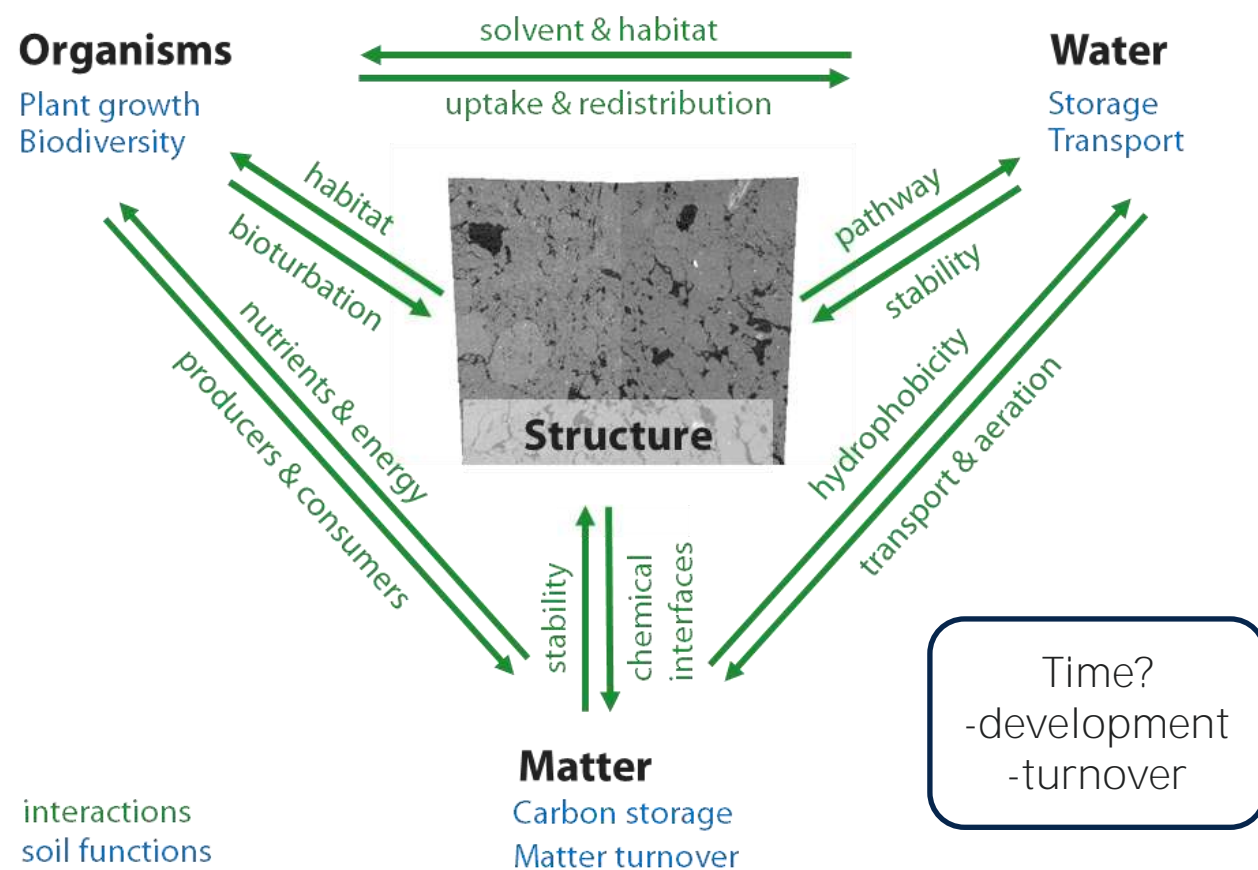 Organisms
Plant growth
Biodiversity
solvent & habitat
uptake & redistribution
Water
Storage
Transport
habitat
bioturbation
pathway
stability
nutrients & energy
producers & consumers
Structure
hydrophobicity
transport & aeration
stability
chemical
interfaces
Matter
Carbon storage
Matter turnover
Time?
-development
-turnover
interactions
soil functions